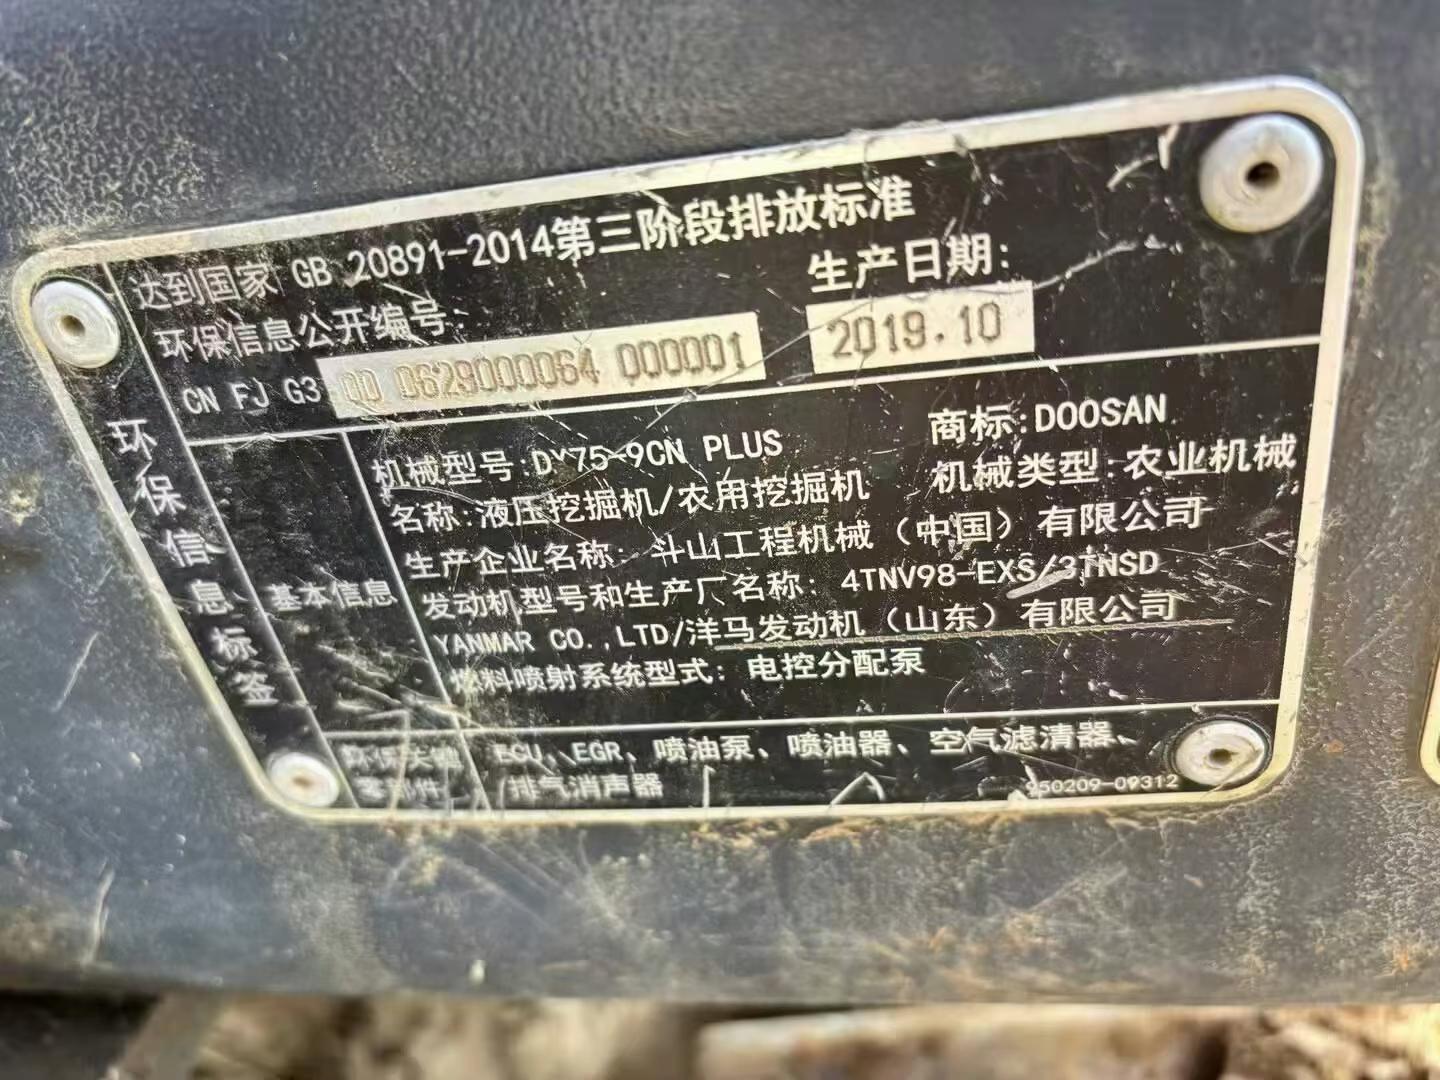 达到国家 GB 20891-2014第三阶段排放标准
环保信息公开编号:
生产日期:
CN FJ G3 00 0629000064 000001
2019.10
环保信息标签
基本信息
机械型号:DX75-9CN PLUS
商标:DOOSAN
名称:液压挖掘机/农用挖掘机
机械类型:农业机械
生产企业名称: 斗山工程机械（中国）有限公司
发动机型号和生产厂名称: 4TNV98-EXS/3TNSD
YANMAR CO.,LTD/洋马发动机（山东）有限公司
燃料喷射系统型式: 电控分配泵
环保关键
零部件
ECU、EGR、喷油泵、喷油器、空气滤清器、
排气消声器
950209-09312